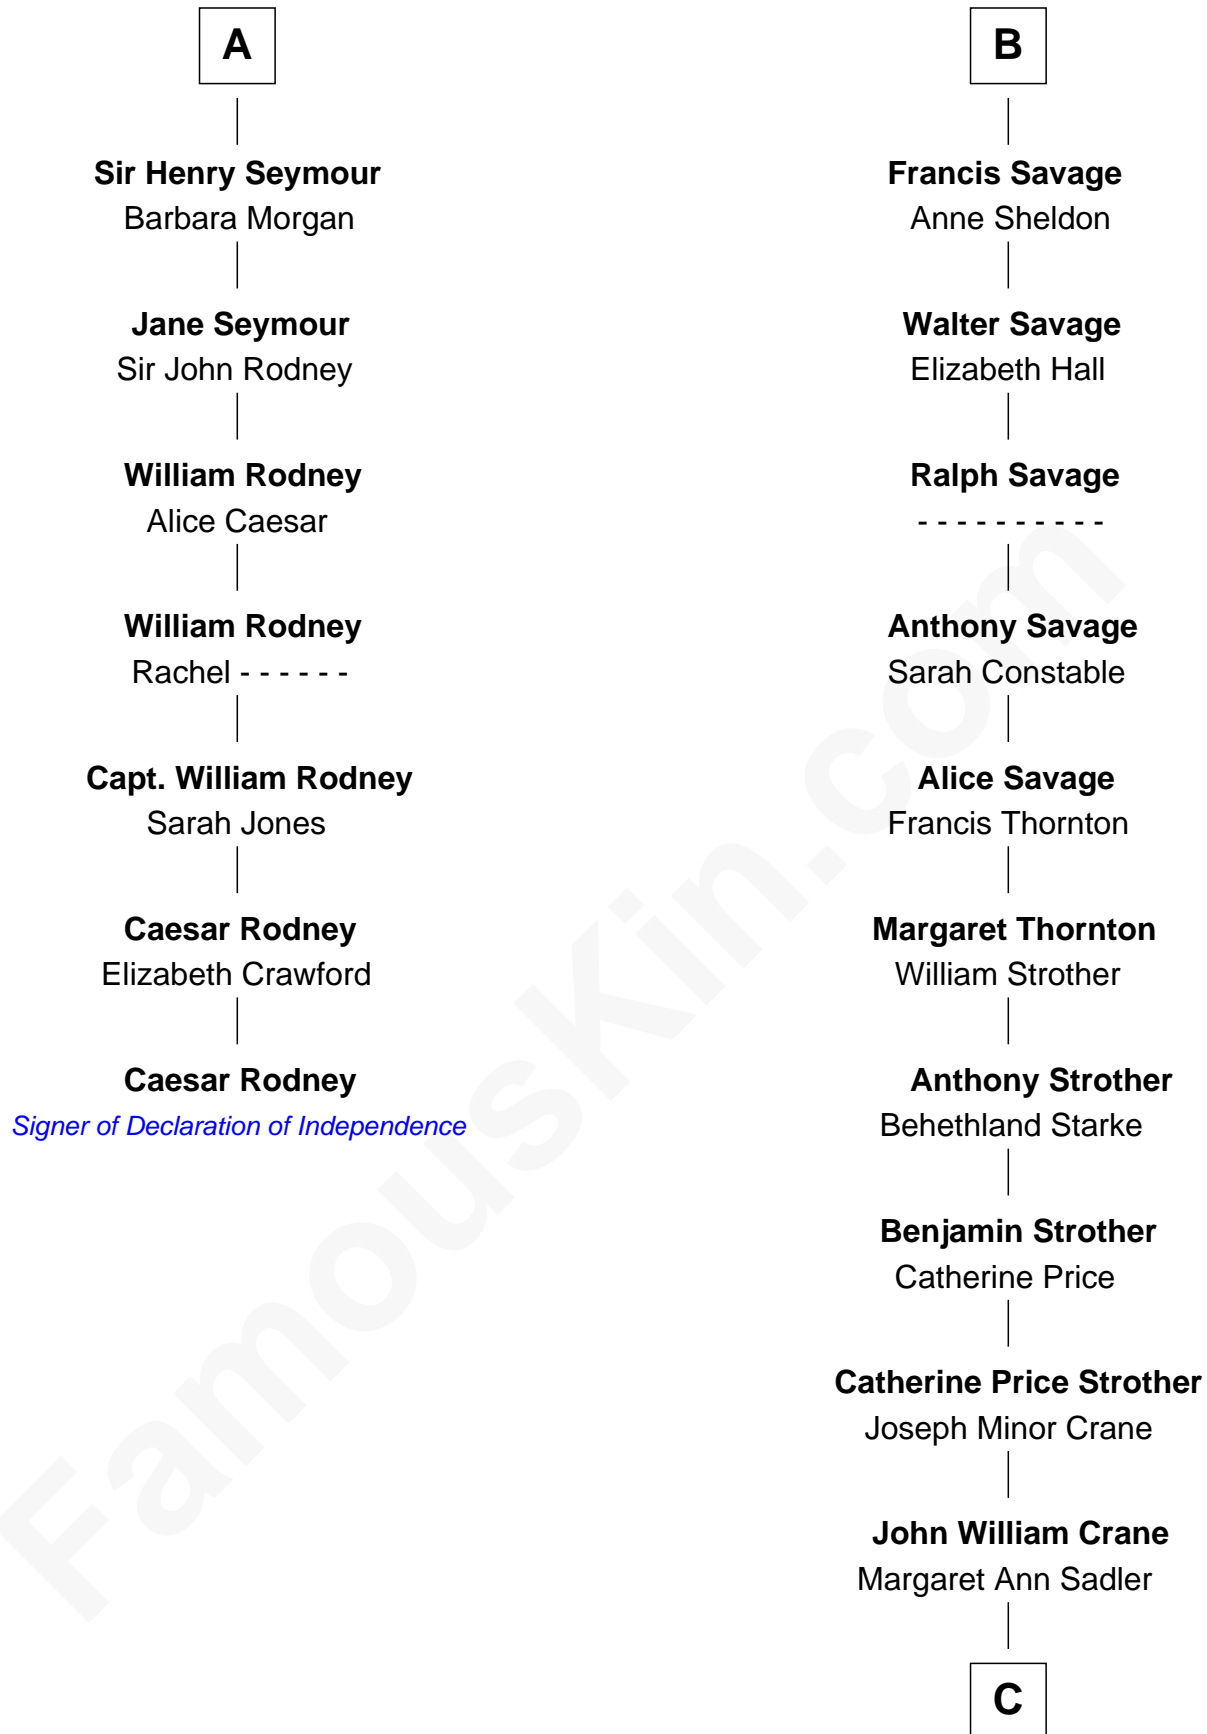 A
Sir Henry Seymour
Barbara Morgan
Jane Seymour
Sir John Rodney
William Rodney
Alice Caesar
William Rodney
Rachel - - - - - -
Capt. William Rodney
Sarah Jones
Caesar Rodney
Elizabeth Crawford
Caesar Rodney
Signer of Declaration of Independence
B
Francis Savage
Anne Sheldon
Walter Savage
Elizabeth Hall
Ralph Savage
- - - - - - - - - -
Anthony Savage
Sarah Constable
Alice Savage
Francis Thornton
Margaret Thornton
William Strother
Anthony Strother
Behethland Starke
Benjamin Strother
Catherine Price
Catherine Price Strother
Joseph Minor Crane
John William Crane
Margaret Ann Sadler
C
FamousKin.com